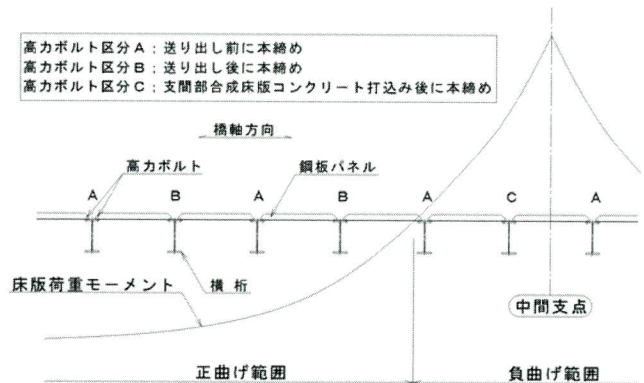 高力ボルト区分A：送り出し前に本締め
高力ボルト区分B：送り出し後に本締め
高力ボルト区分C：支間部合成床版コンクリート打込み後に本締め
橋軸方向
高力ボルト
鋼板パネル
A B A B A C A
床版荷重モーメント
横桁
中間支点
正曲げ範囲
負曲げ範囲